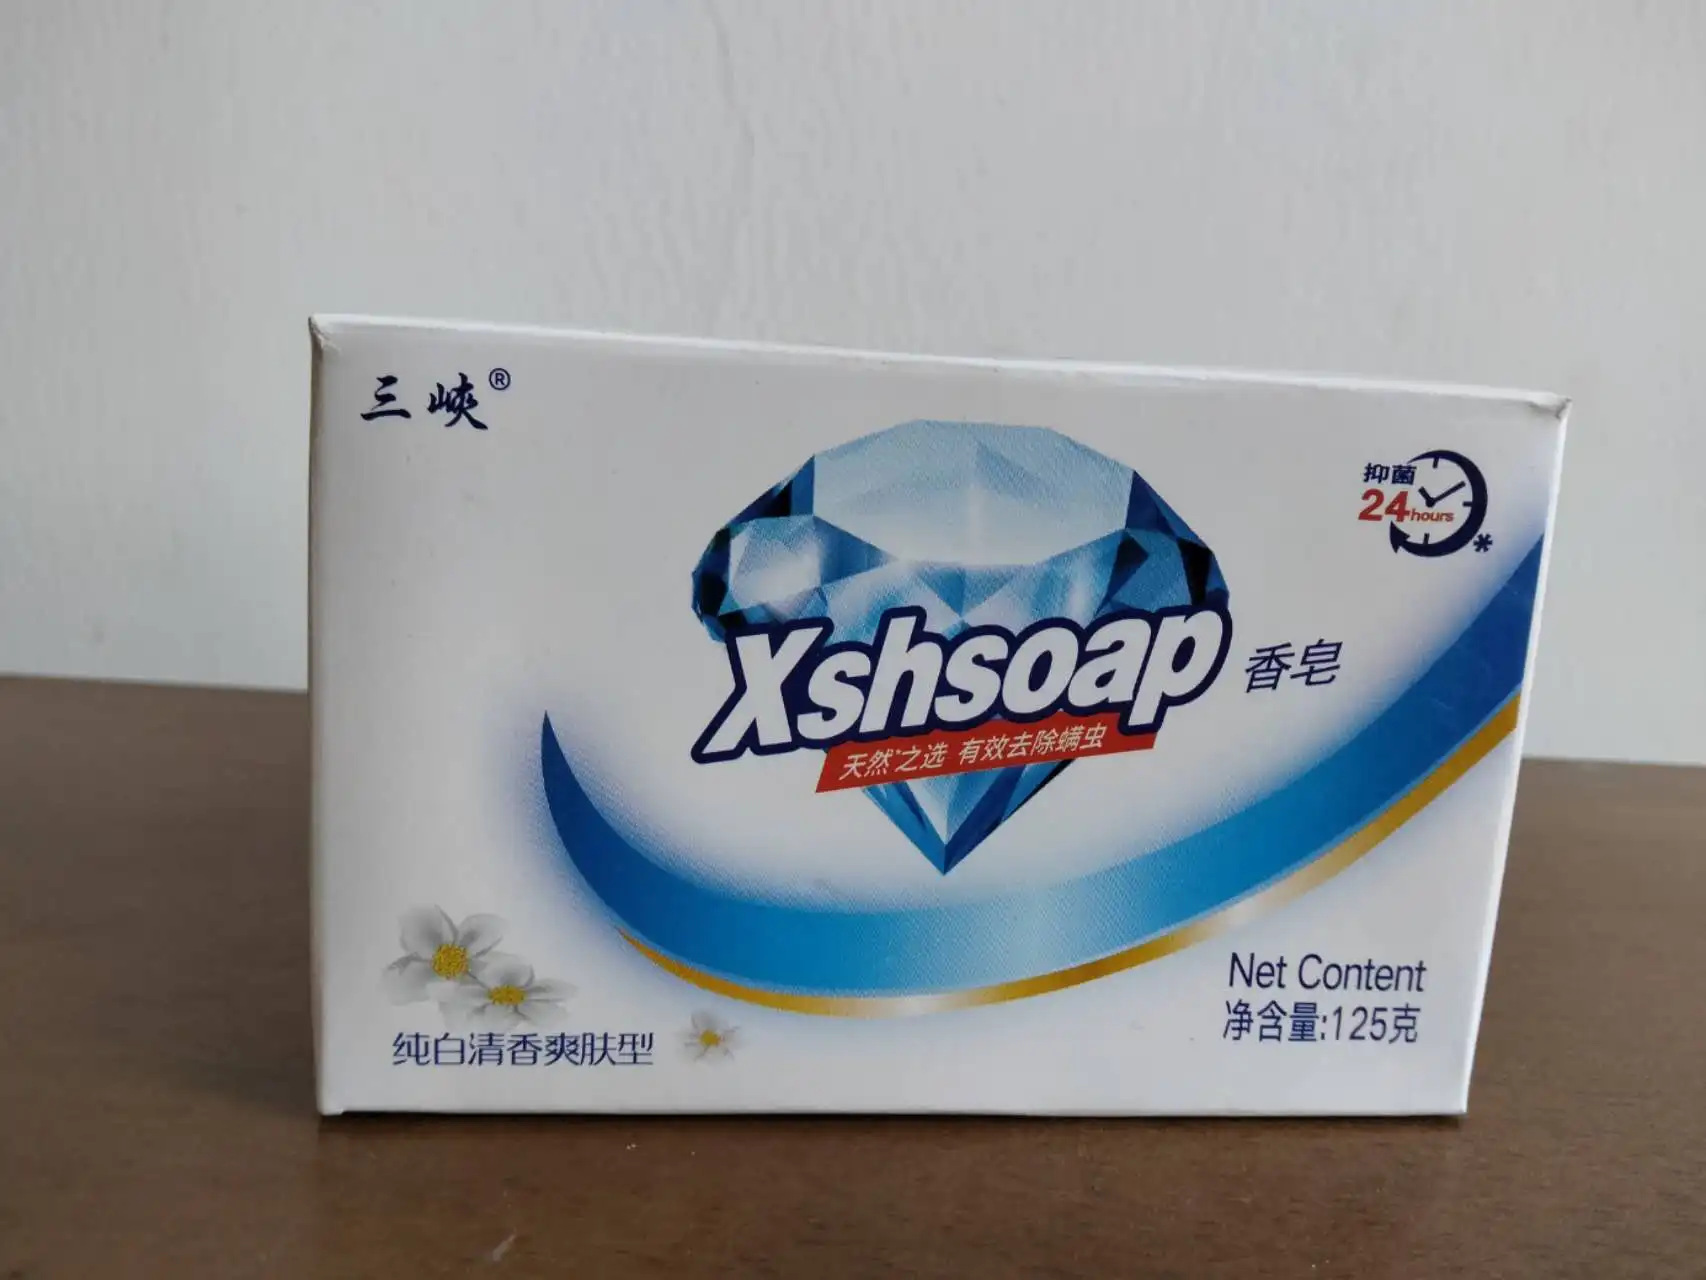 三峡®
抑菌
24hours*
Xshsoap 香皂
天然*之选 有效去除螨虫
纯白清香爽肤型
Net Content
净含量:125克